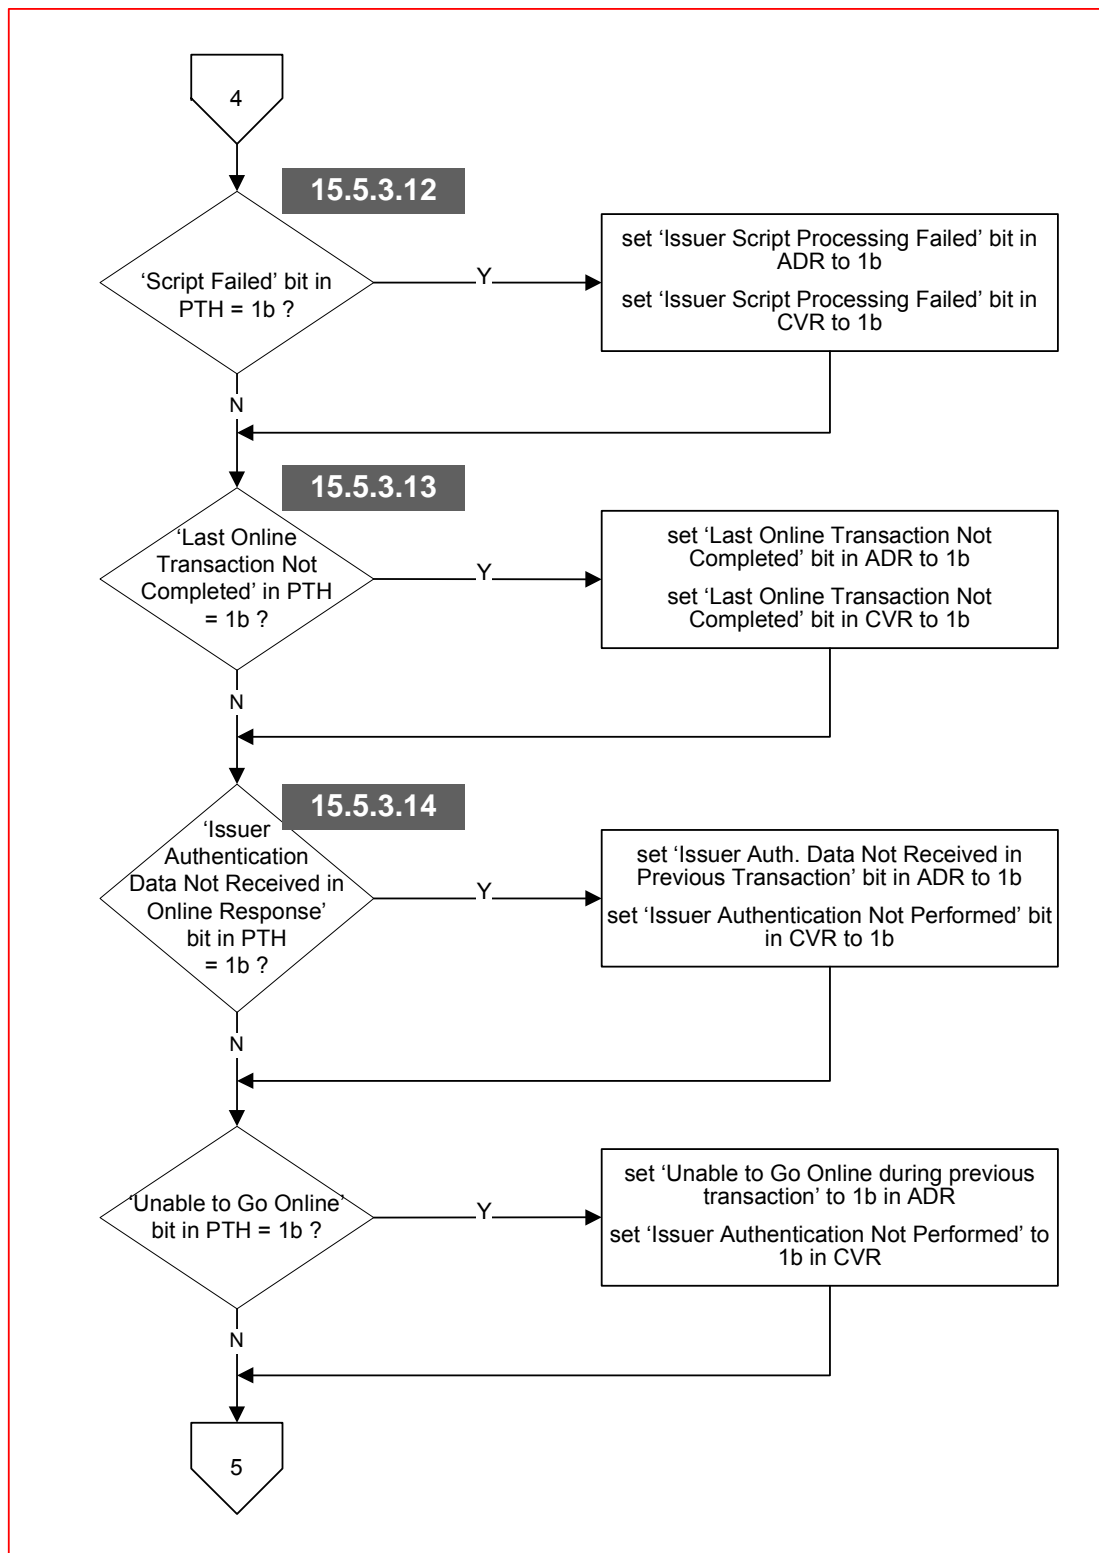 4
15.5.3.12
‘Script Failed’ bit in
PTH = 1b ?
Y
set ‘Issuer Script Processing Failed’ bit in
ADR to 1b
set ‘Issuer Script Processing Failed’ bit in
CVR to 1b
N
15.5.3.13
‘Last Online
Transaction Not
Completed’ in PTH
= 1b ?
Y
set ‘Last Online Transaction Not
Completed’ bit in ADR to 1b
set ‘Last Online Transaction Not
Completed’ bit in CVR to 1b
N
15.5.3.14
‘Issuer
Authentication
Data Not Received in
Online Response’
bit in PTH
= 1b ?
Y
set ‘Issuer Auth. Data Not Received in
Previous Transaction’ bit in ADR to 1b
set ‘Issuer Authentication Not Performed’ bit
in CVR to 1b
N
‘Unable to Go Online’
bit in PTH = 1b ?
Y
set ‘Unable to Go Online during previous
transaction’ to 1b in ADR
set ‘Issuer Authentication Not Performed’ to
1b in CVR
N
5